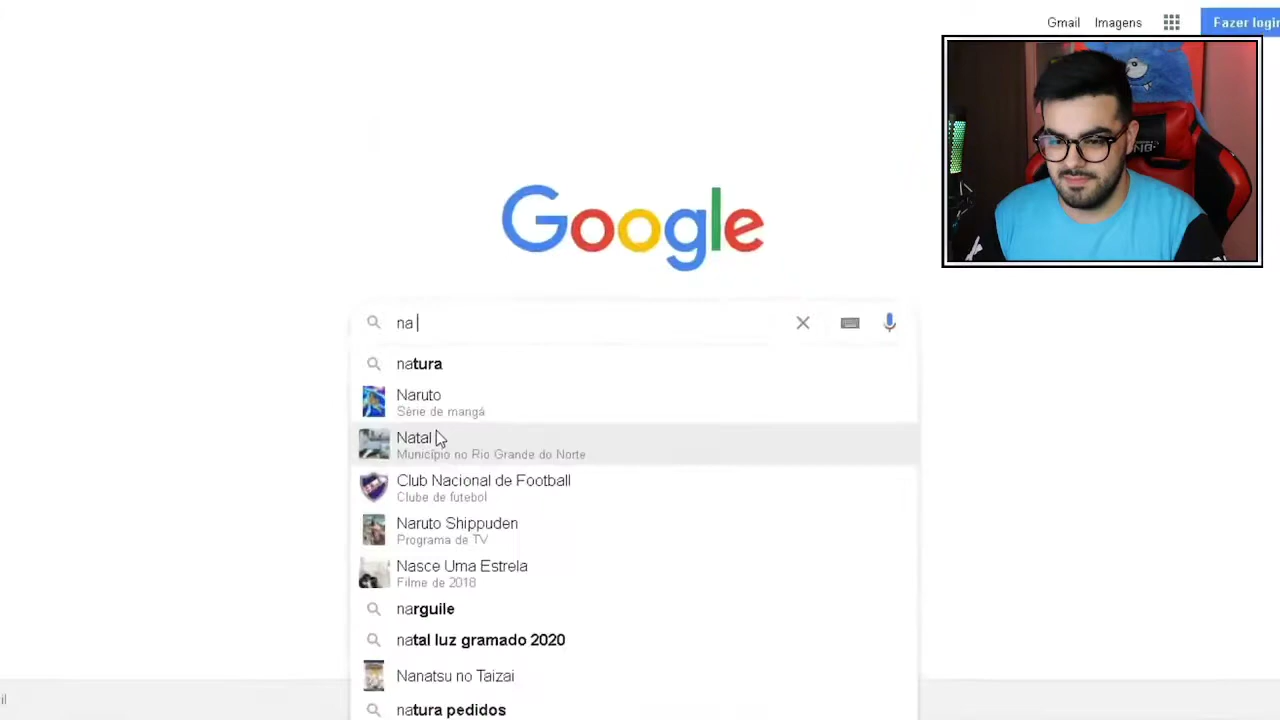 Gmail Imagens Fazer login
Google
na
natura
Naruto
Série de mangá
Natal
Município no Rio Grande do Norte
Club Nacional de Football
Clube de futebol
Naruto Shippuden
Programa de TV
Nasce Uma Estrela
Filme de 2018
narguile
natal luz gramado 2020
Nanatsu no Taizai
natura pedidos